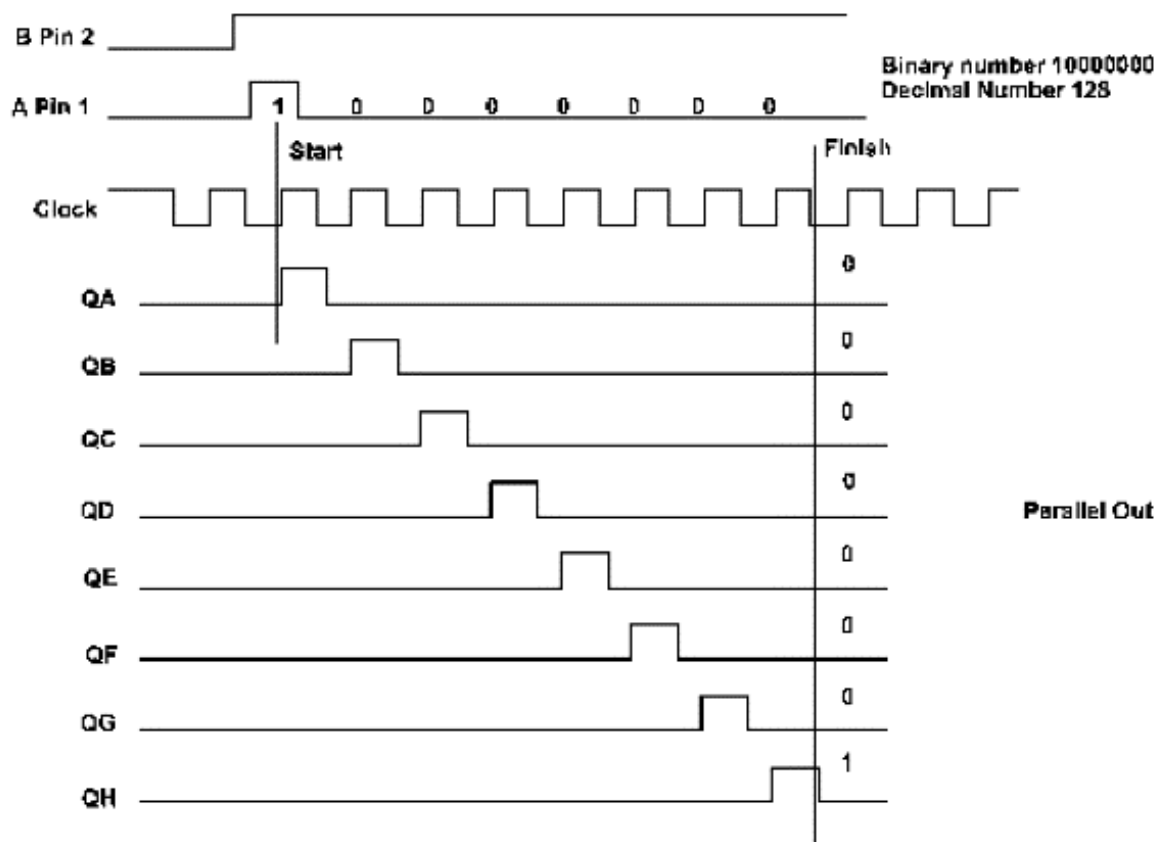 B Pin 2
Binary number 10000000
Decimal Number 128
A Pin 1
1 0 0 0 0 0 0 0
Start
Finish
Clock
QA
0
QB
0
QC
0
QD
0
Parallel Out
QE
0
QF
0
QG
0
QH
1